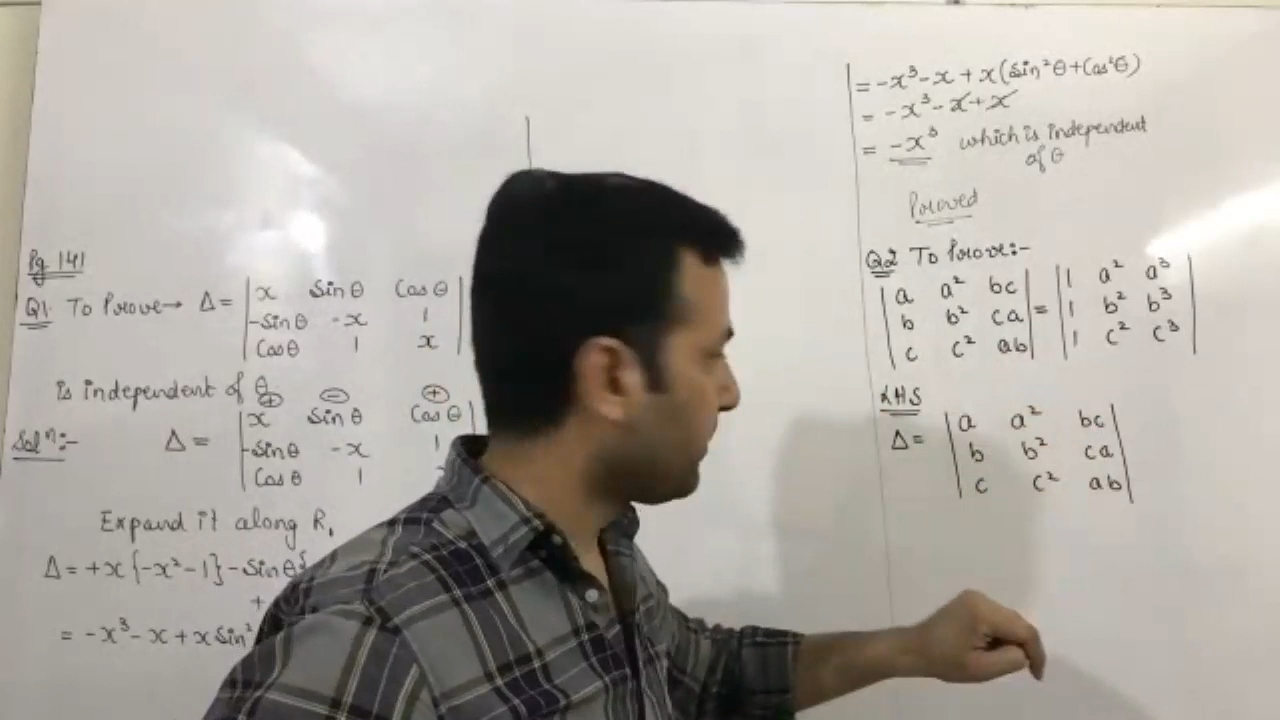 Pg 141
Q1. To Prove → Δ = | x Sinθ Cosθ |
| -Sinθ -x 1 |
| Cosθ 1 x |
is independent of θ
⊕ ⊖ ⊕
Solⁿ:- Δ = | x Sinθ Cosθ |
| -Sinθ -x 1
| Cosθ 1
Expand it along R₁
Δ = +x{-x²-1} - Sinθ{
+
= -x³ - x + x Sin²
= -x³ - x + x(Sin²θ + Cos²θ)
= -x³ - x + x
= -x³ which is independent
of θ
Proved
Q2 To Prove:-
| a a² bc | = | 1 a² a³ |
| b b² ca | | 1 b² b³ |
| c c² ab | | 1 c² c³ |
LHS
Δ = | a a² bc |
| b b² ca |
| c c² ab |